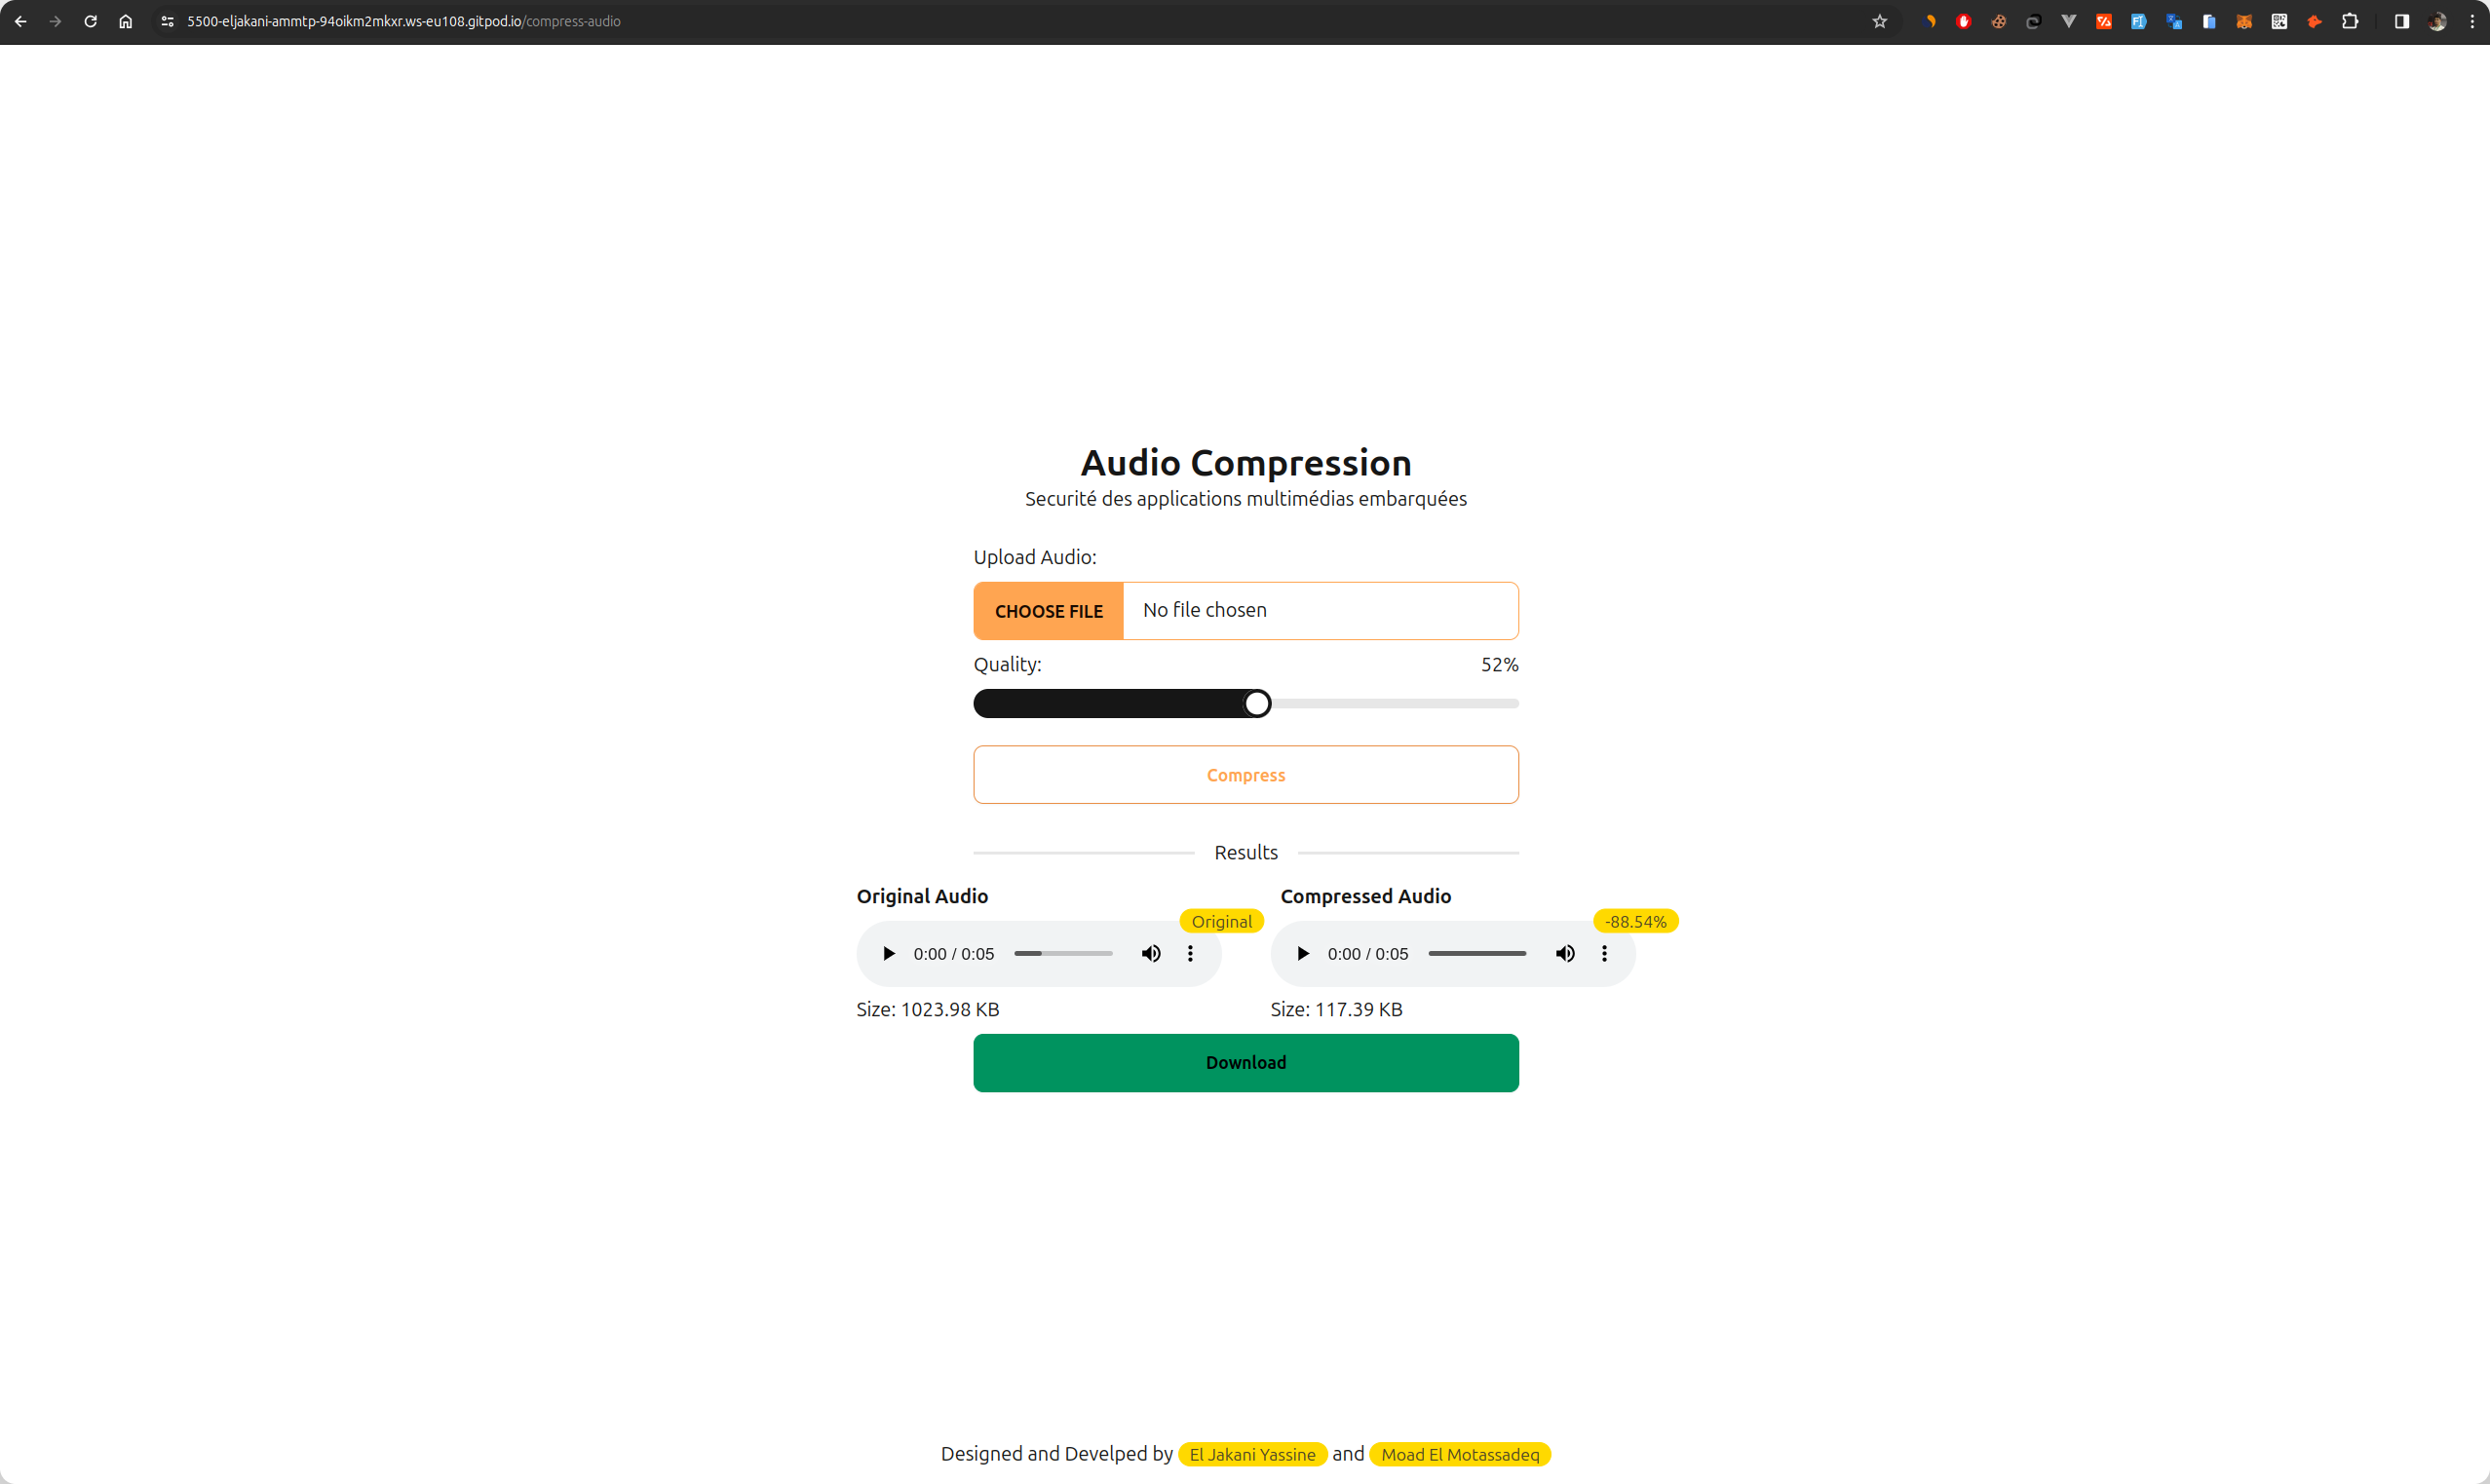 5500-eljakani-ammtp-94oikm2mkxr.ws-eu108.gitpod.io/compress-audio
Audio Compression
Securité des applications multimédias embarquées
Upload Audio:
CHOOSE FILE No file chosen
Quality: 52%
Compress
Results
Original Audio Compressed Audio
Original -88.54%
0:00 / 0:05 0:00 / 0:05
Size: 1023.98 KB Size: 117.39 KB
Download
Designed and Develped by El Jakani Yassine and Moad El Motassadeq